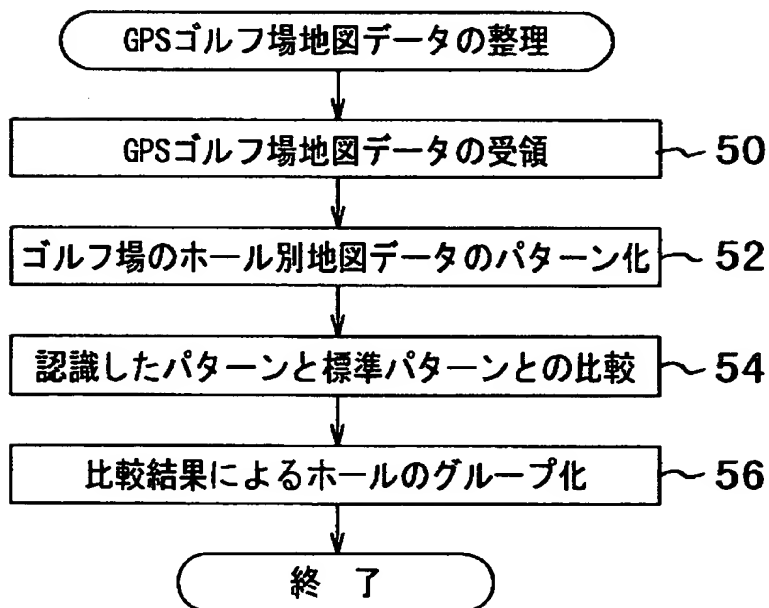 GPSゴルフ場地図データの整理
GPSゴルフ場地図データの受領 50
ゴルフ場のホール別地図データのパターン化 52
認識したパターンと標準パターンとの比較 54
比較結果によるホールのグループ化 56
終 了